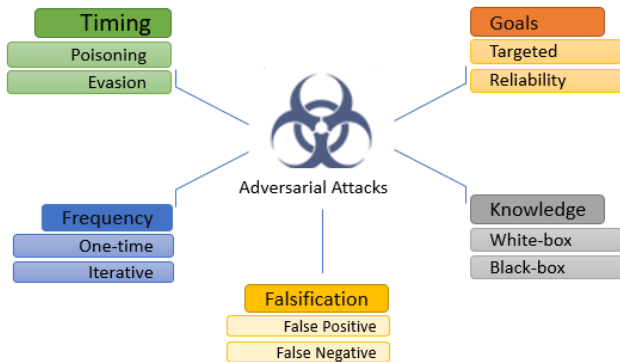 Timing
Poisoning
Evasion
Goals
Targeted
Reliability
Adversarial Attacks
Frequency
One-time
Iterative
Knowledge
White-box
Black-box
Falsification
False Positive
False Negative